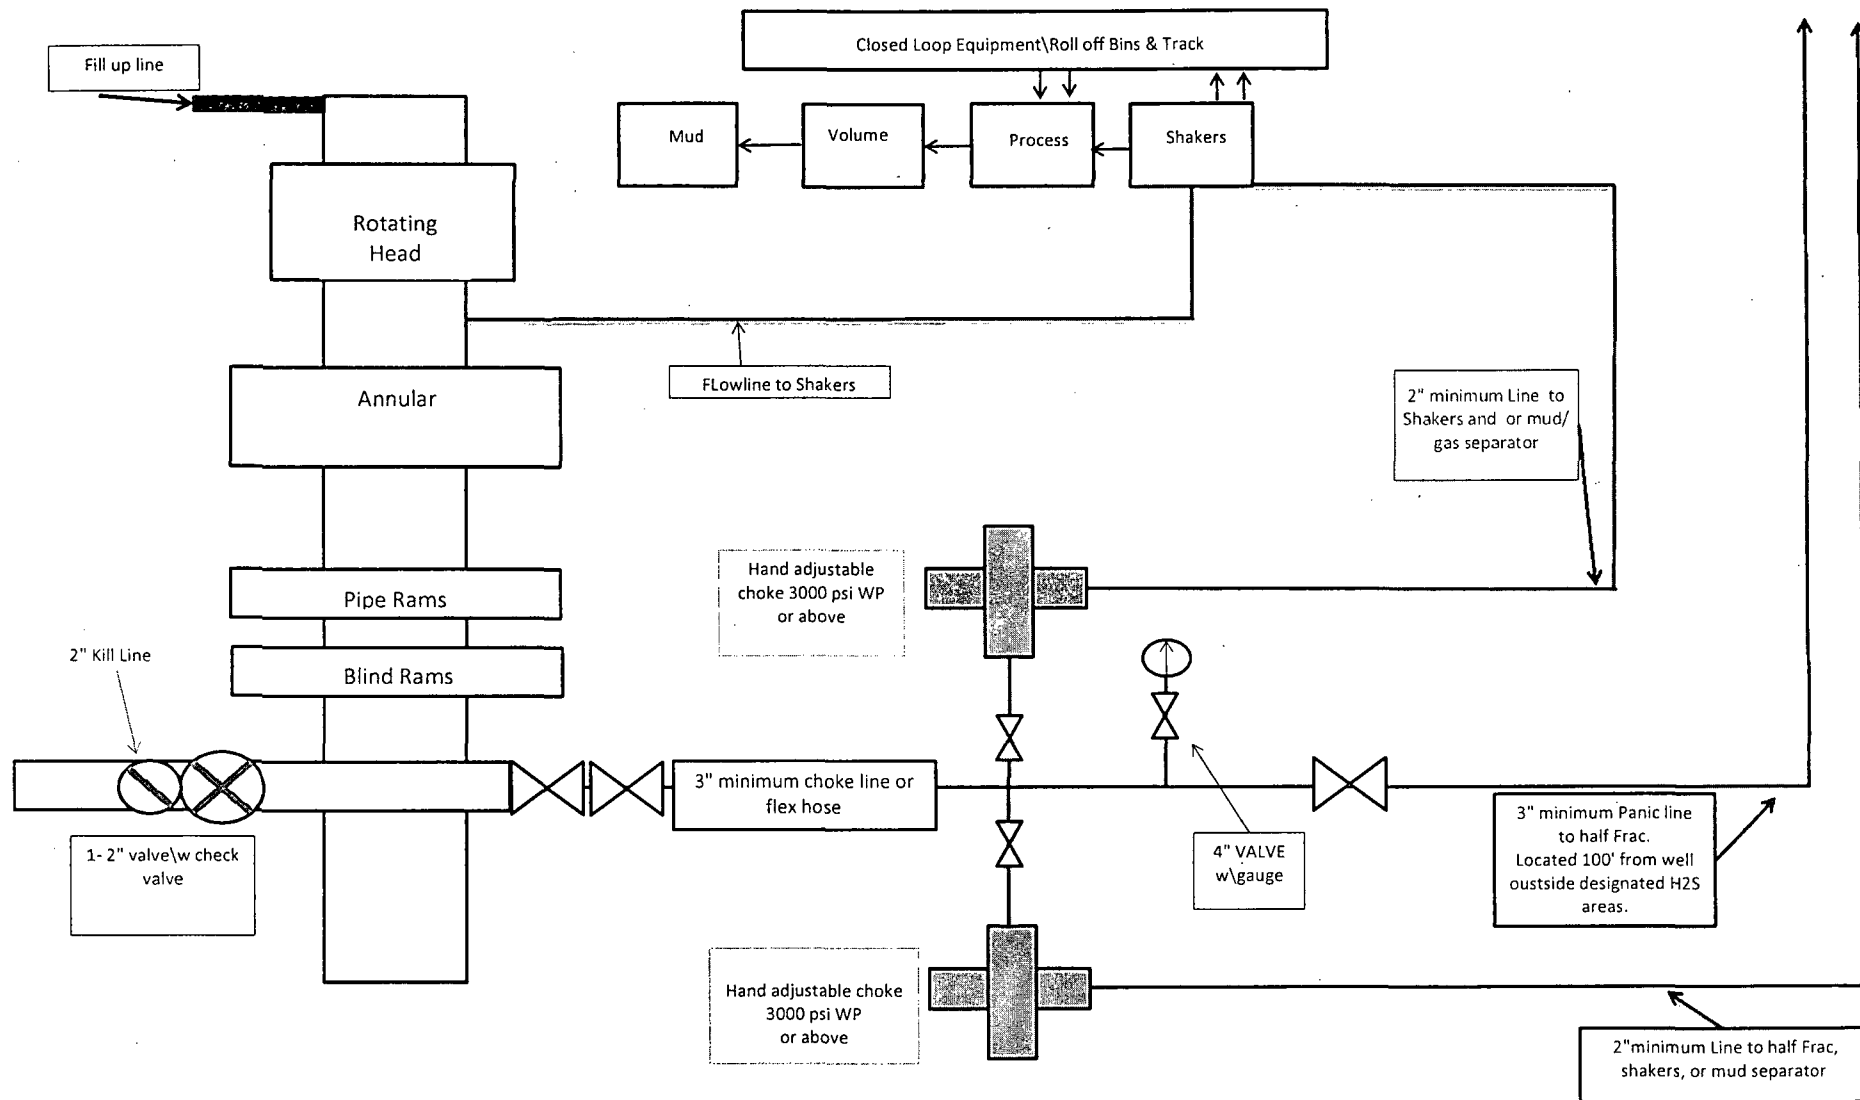 Closed Loop Equipment\Roll off Bins & Track
Fill up line
Mud
Volume
Process
Shakers
Rotating
Head
FLowline to Shakers
Annular
2" minimum Line to
Shakers and or mud/
gas separator
Hand adjustable
choke 3000 psi WP
or above
Pipe Rams
2" Kill Line
Blind Rams
3" minimum choke line or
flex hose
1- 2" valve\w check
valve
4" VALVE
w\gauge
3" minimum Panic line
to half Frac.
Located 100' from well
oustside designated H2S
areas.
Hand adjustable choke
3000 psi WP
or above
2"minimum Line to half Frac,
shakers, or mud separator